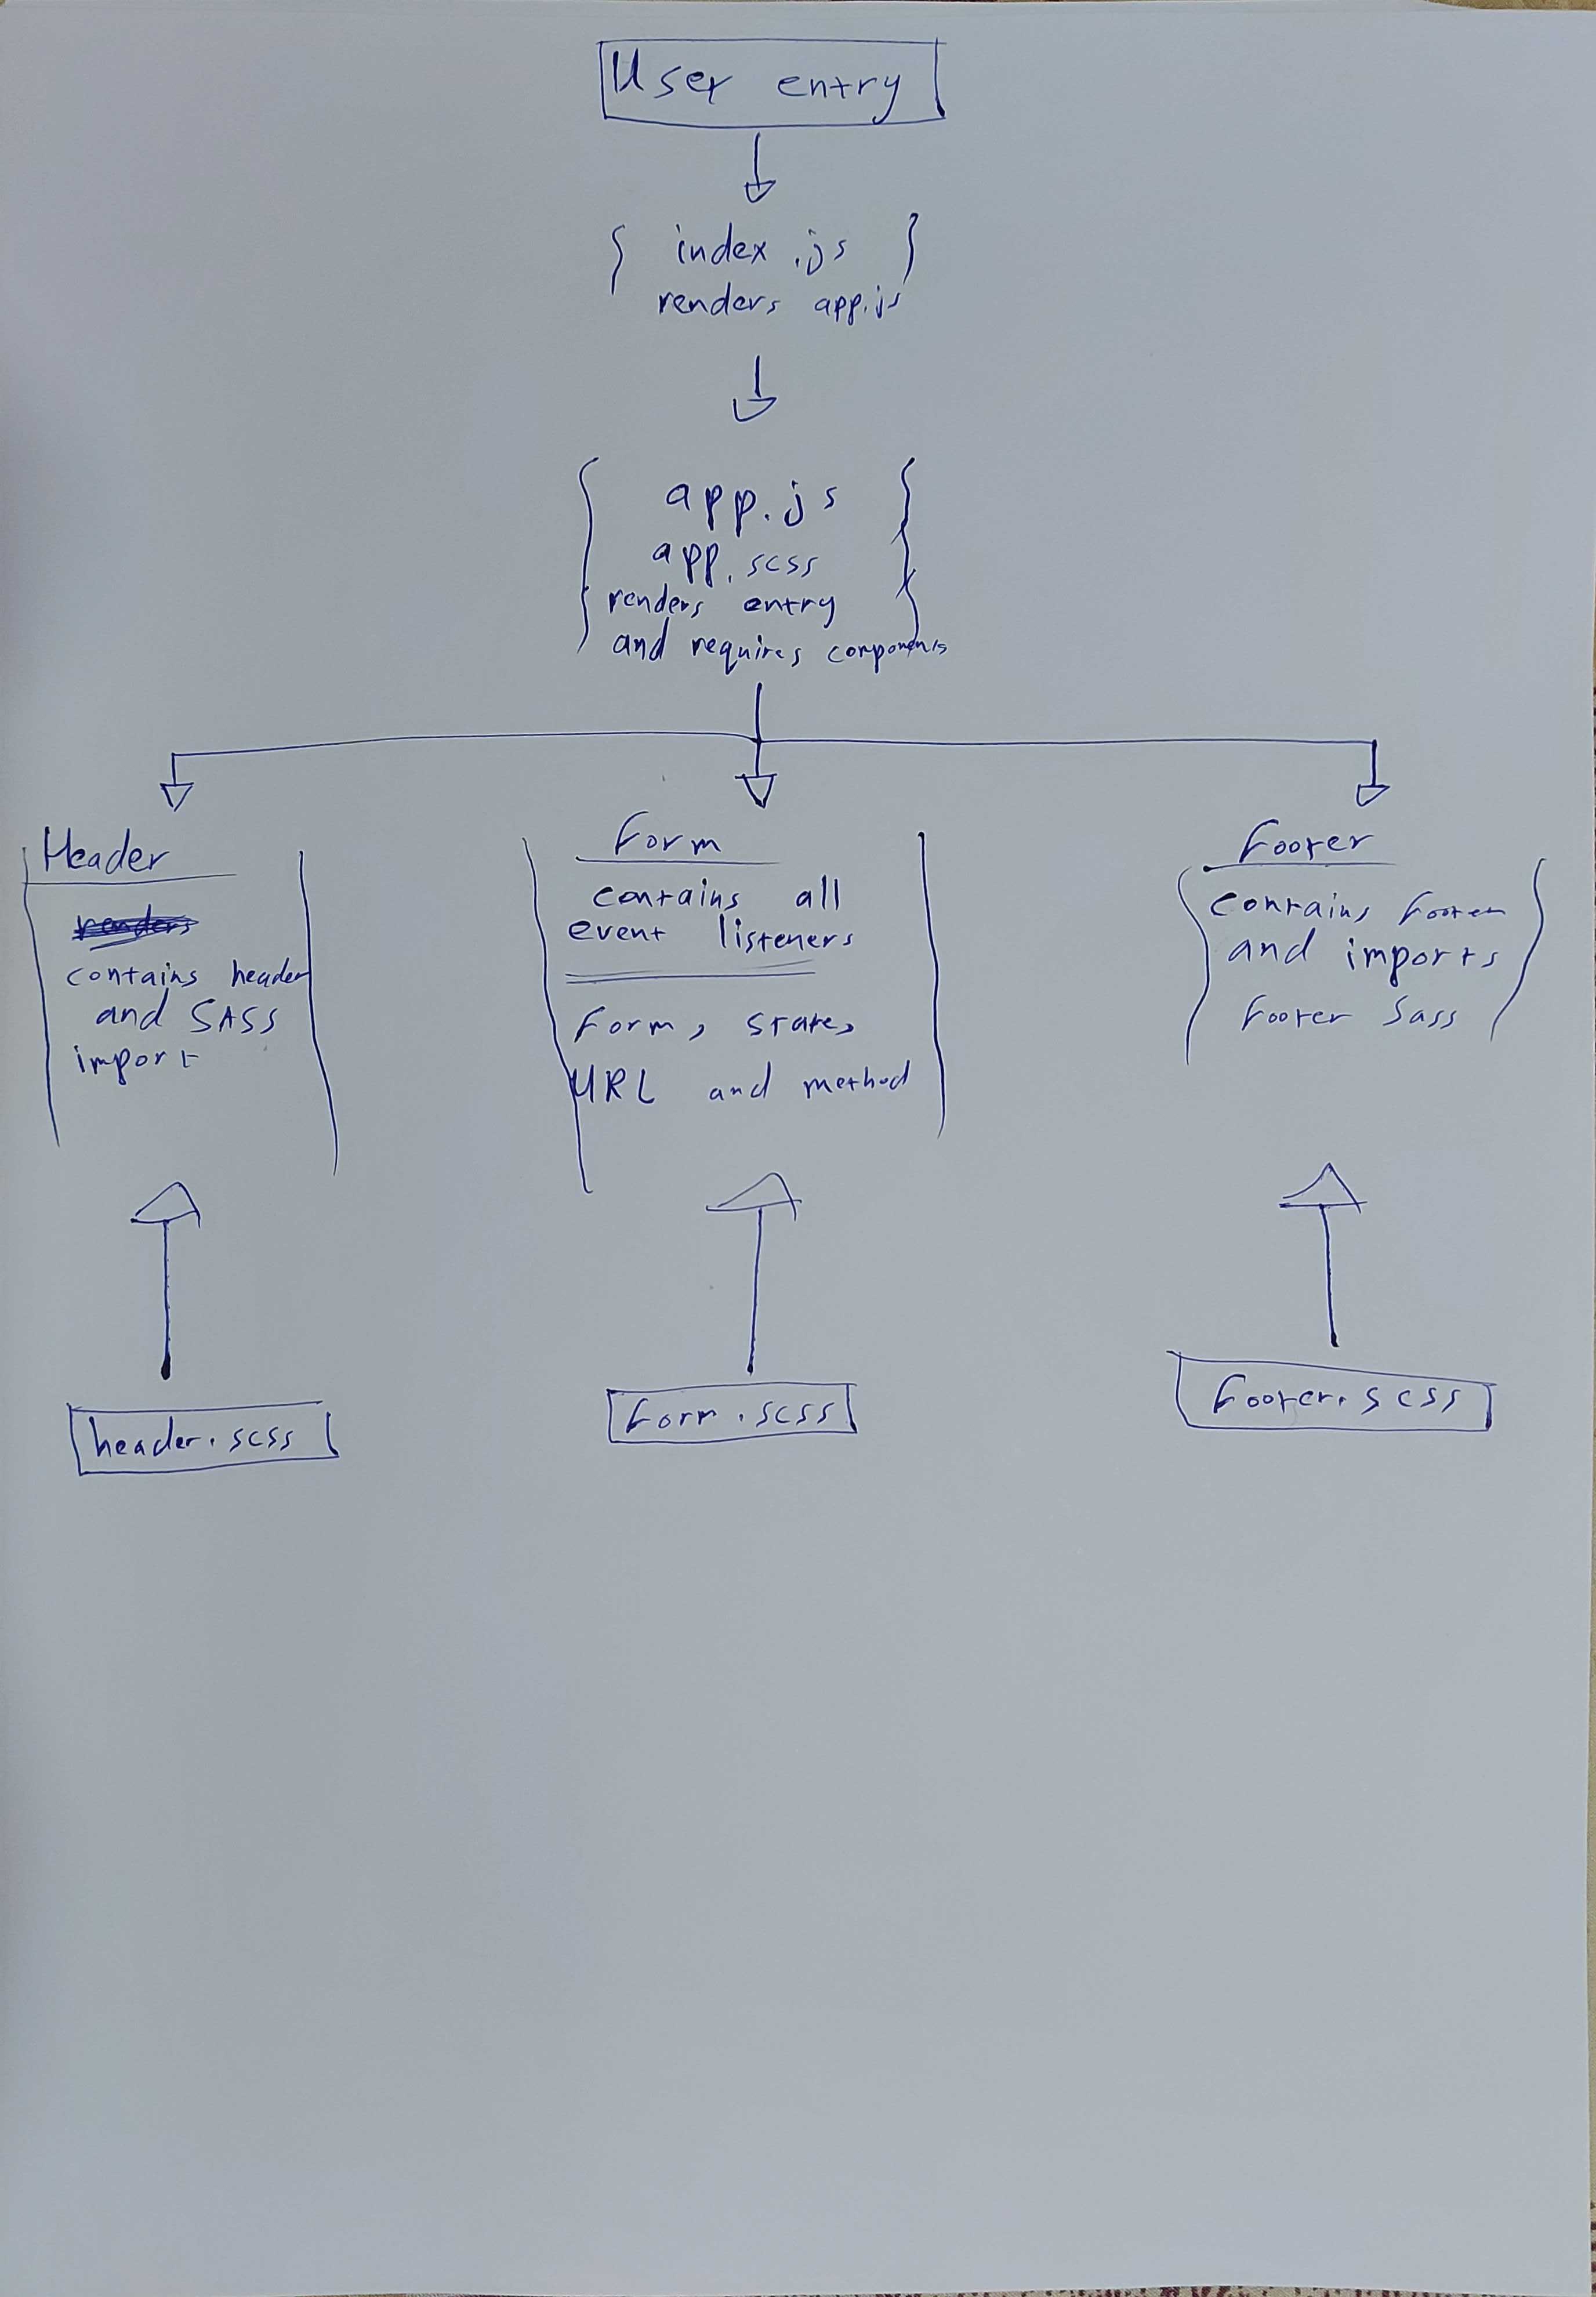 User entry
index.js
renders app.js
app.js
app.scss
renders entry
and requires components
Header
renders
contains header
and SASS
import
Form
contains all
event listeners
Form, state,
URL and method
Footer
contains footer
and imports
Footer Sass
header.scss
Form.scss
Footer.scss